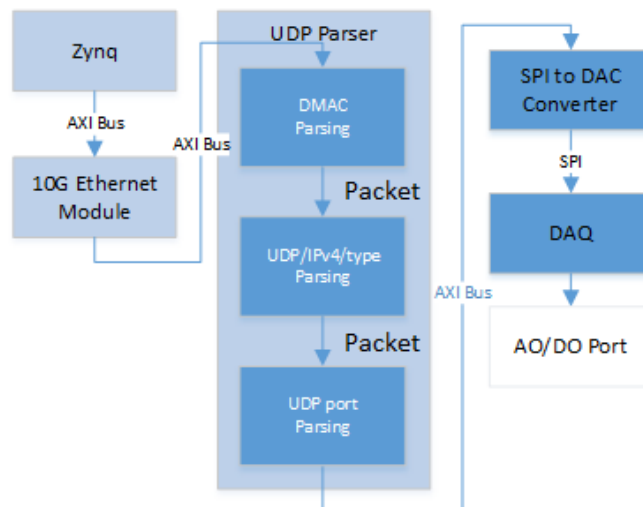 Zynq
AXI Bus
10G Ethernet
Module
AXI Bus
UDP Parser
DMAC
Parsing
Packet
UDP/IPv4/type
Parsing
Packet
UDP port
Parsing
AXI Bus
SPI to DAC
Converter
SPI
DAQ
AO/DO Port